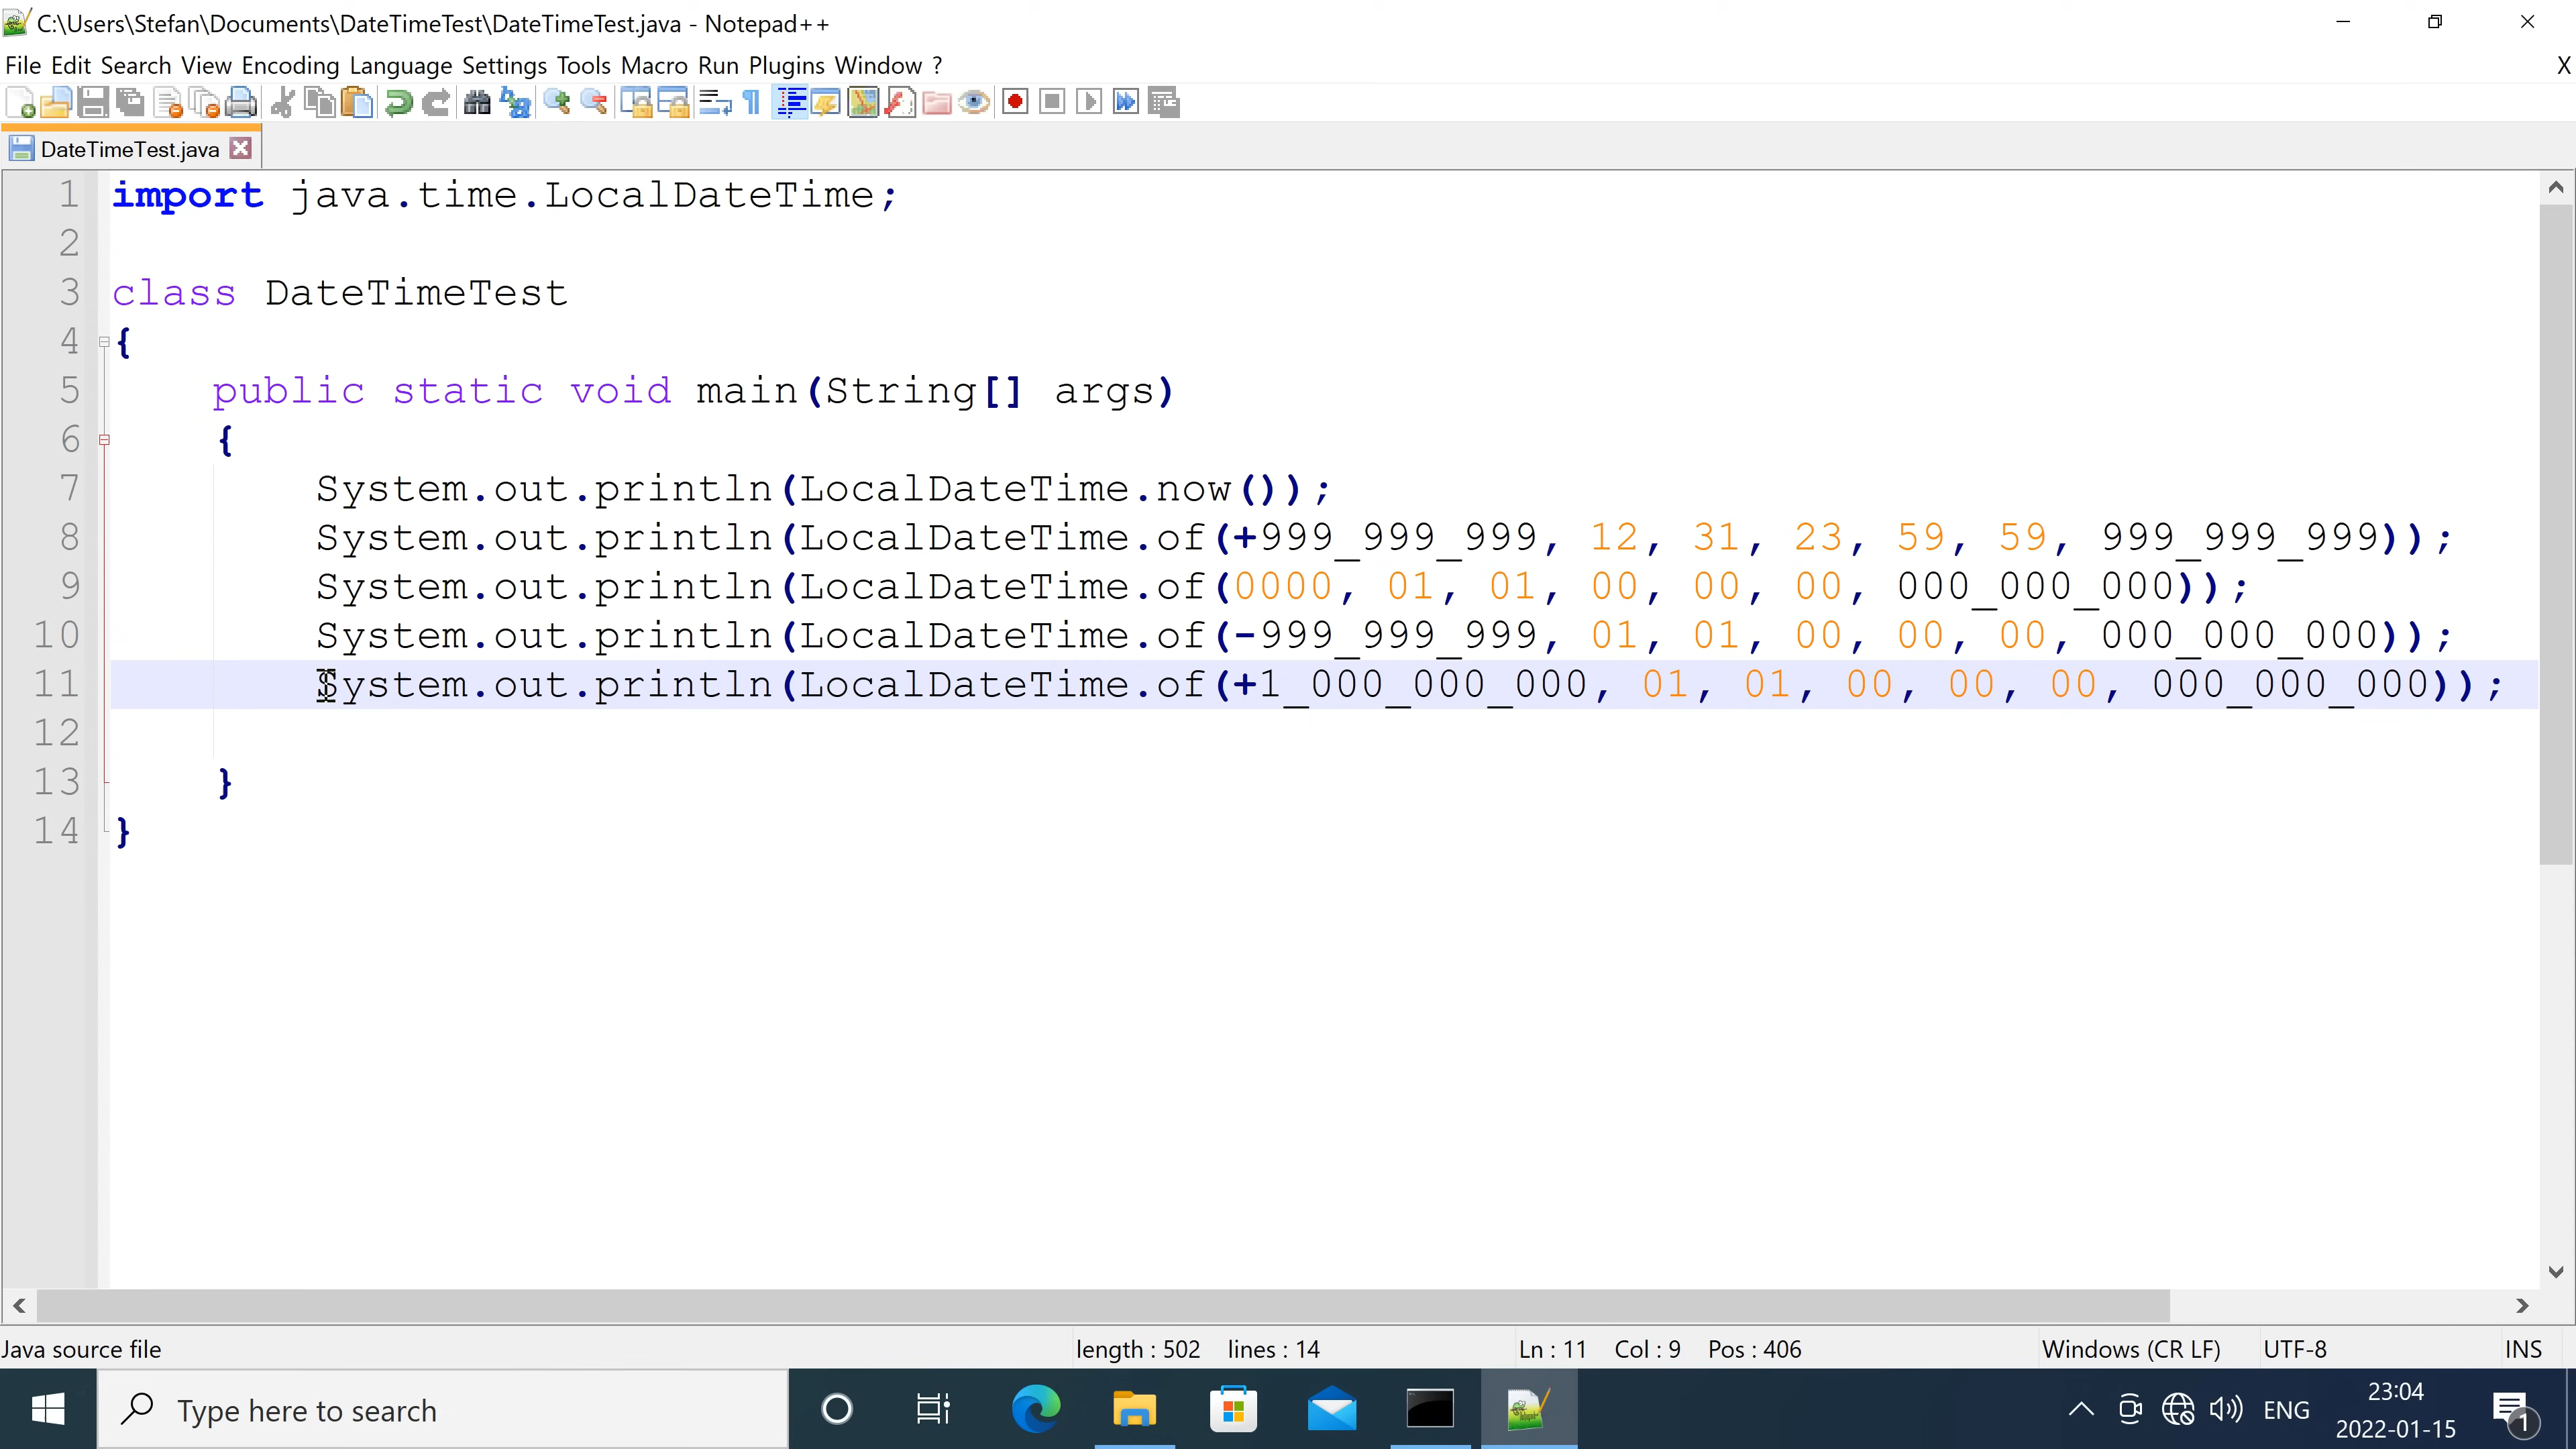 C:\Users\Stefan\Documents\DateTimeTest\DateTimeTest.java - Notepad++
File Edit Search View Encoding Language Settings Tools Macro Run Plugins Window ? X
DateTimeTest.java
1 import java.time.LocalDateTime;
2
3 class DateTimeTest
4 {
5 public static void main(String[] args)
6 {
7 System.out.println(LocalDateTime.now());
8 System.out.println(LocalDateTime.of(+999_999_999, 12, 31, 23, 59, 59, 999_999_999));
9 System.out.println(LocalDateTime.of(0000, 01, 01, 00, 00, 00, 000_000_000));
10 System.out.println(LocalDateTime.of(-999_999_999, 01, 01, 00, 00, 00, 000_000_000));
11 System.out.println(LocalDateTime.of(+1_000_000_000, 01, 01, 00, 00, 00, 000_000_000));
12
13 }
14 }
Java source file length : 502 lines : 14 Ln : 11 Col : 9 Pos : 406 Windows (CR LF) UTF-8 INS
Type here to search ENG 23:04
2022-01-15 1